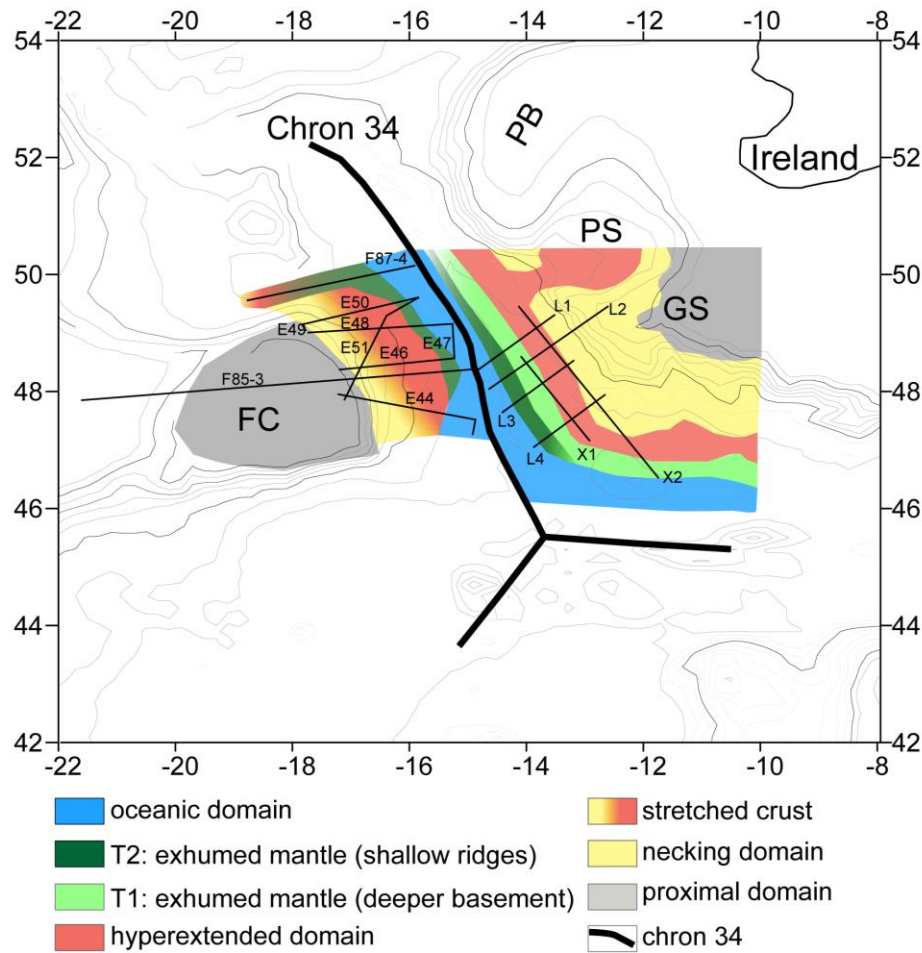 -22 -20 -18 -16 -14 -12 -10 -8
54 54
Chron 34
PB
Ireland
52 52
PS
F87-4
50 50
E50
L1
L2
GS
E49
E48
E47
E51
E46
F85-3
48 48
E44
FC
L3
L4
X1
X2
46 46
44 44
42 42
-22 -20 -18 -16 -14 -12 -10 -8
oceanic domain
T2: exhumed mantle (shallow ridges)
T1: exhumed mantle (deeper basement)
hyperextended domain
stretched crust
necking domain
proximal domain
chron 34